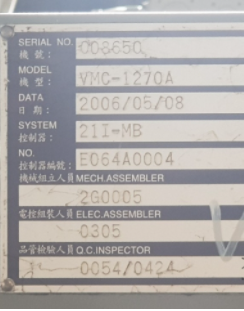 SERIAL NO. 008650
機 號：
MODEL
機 型： VMC-1270A
DATA
日 期： 2006/05/08
SYSTEM
控制器： 21I-MB
NO.
控制器編號： E064A0004
機械組立人員 MECH.ASSEMBLER
2G0005
電控組裝人員 ELEC.ASSEMBLER
0305
品管檢驗人員 Q.C.INSPECTOR
0054/0424